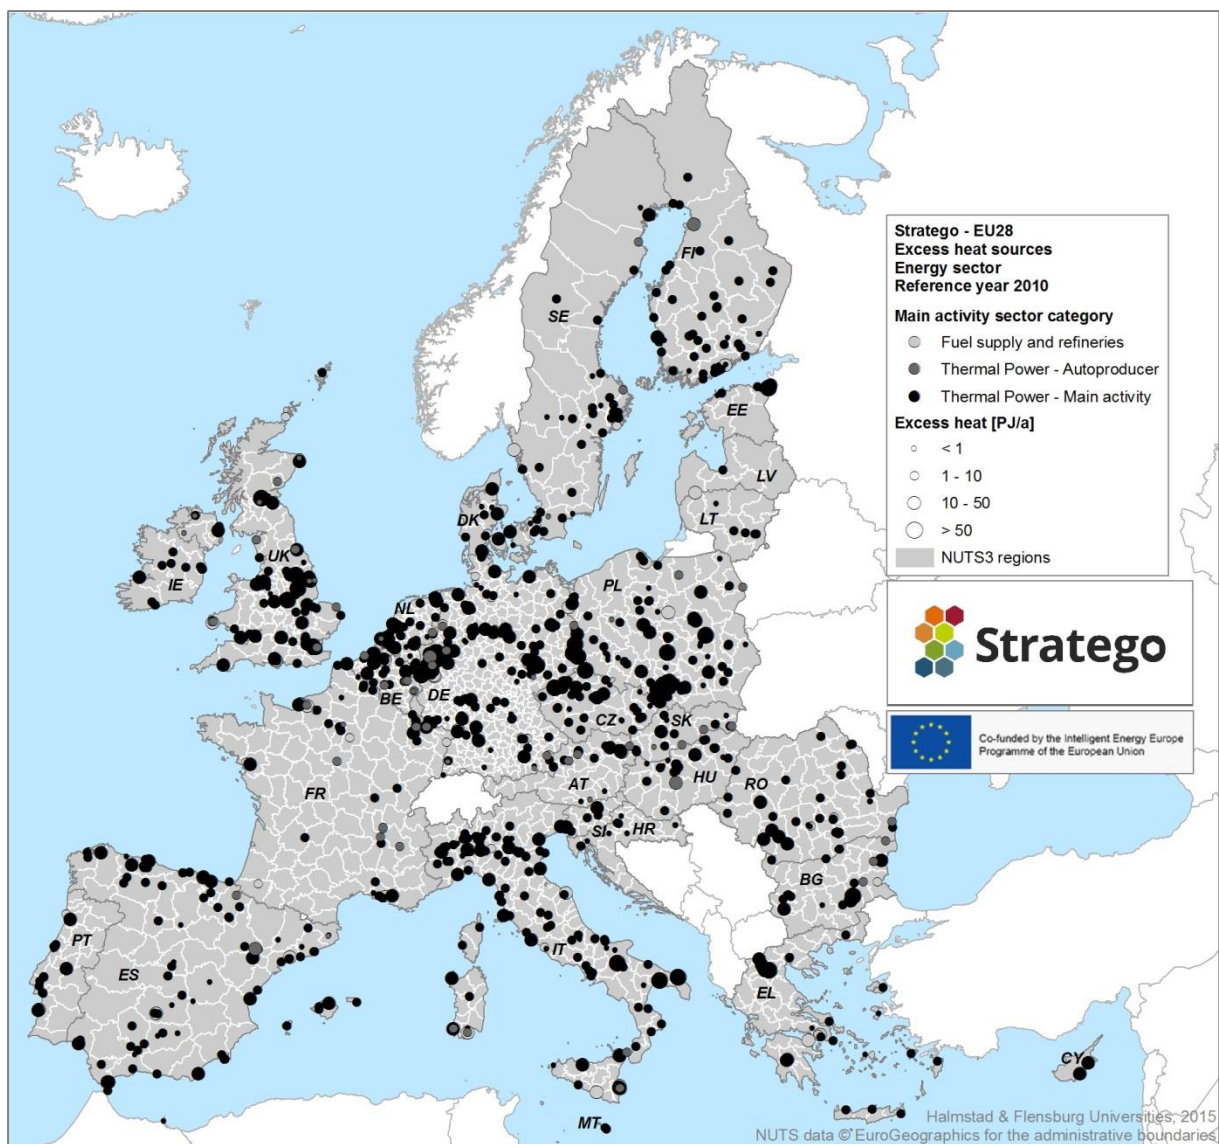 Stratego - EU28
Excess heat sources
Energy sector
Reference year 2010
Main activity sector category
Fuel supply and refineries
Thermal Power - Autoproducer
Thermal Power - Main activity
Excess heat [PJ/a]
< 1
1 - 10
10 - 50
> 50
NUTS3 regions
Stratego
Co-funded by the Intelligent Energy Europe
Programme of the European Union
FI
SE
EE
LV
LT
DK
UK
IE
PL
NL
BE
DE
CZ
SK
AT
HU
RO
FR
SI
HR
BG
IT
PT
ES
EL
CY
MT
Halmstad & Flensburg Universities, 2015
NUTS data © EuroGeographics for the administrative boundaries